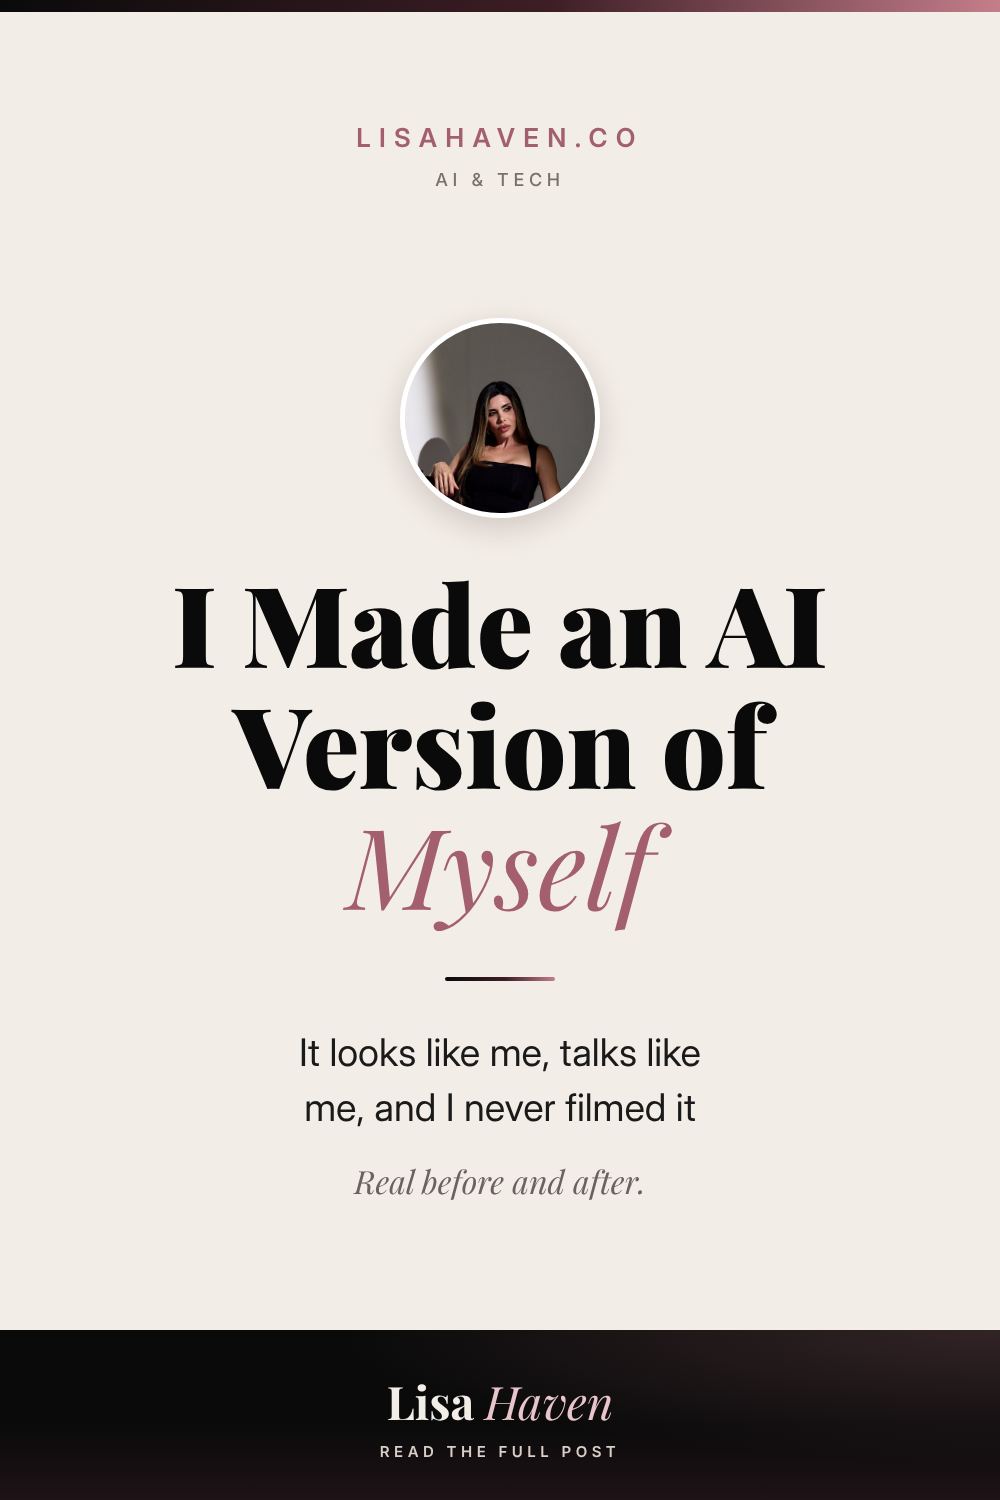 LISAHAVEN.CO
AI & TECH
I Made an AI
Version of
Myself
It looks like me, talks like
me, and I never filmed it
Real before and after.
Lisa Haven
READ THE FULL POST